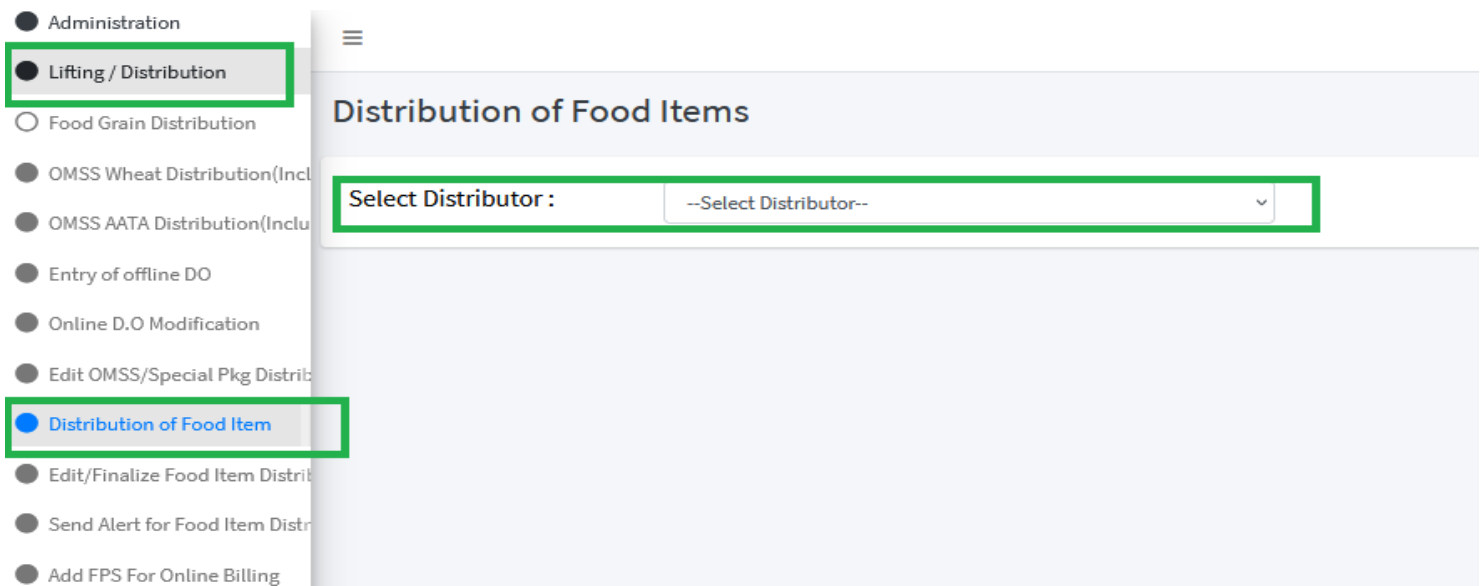 Administration
Lifting / Distribution
Food Grain Distribution
OMSS Wheat Distribution(Incl
OMSS AATA Distribution(Inclu
Entry of offline DO
Online D.O Modification
Edit OMSS/Special Pkg Distrib
Distribution of Food Item
Edit/Finalize Food Item Distrib
Send Alert for Food Item Distr
Add FPS For Online Billing
Distribution of Food Items
Select Distributor : --Select Distributor--